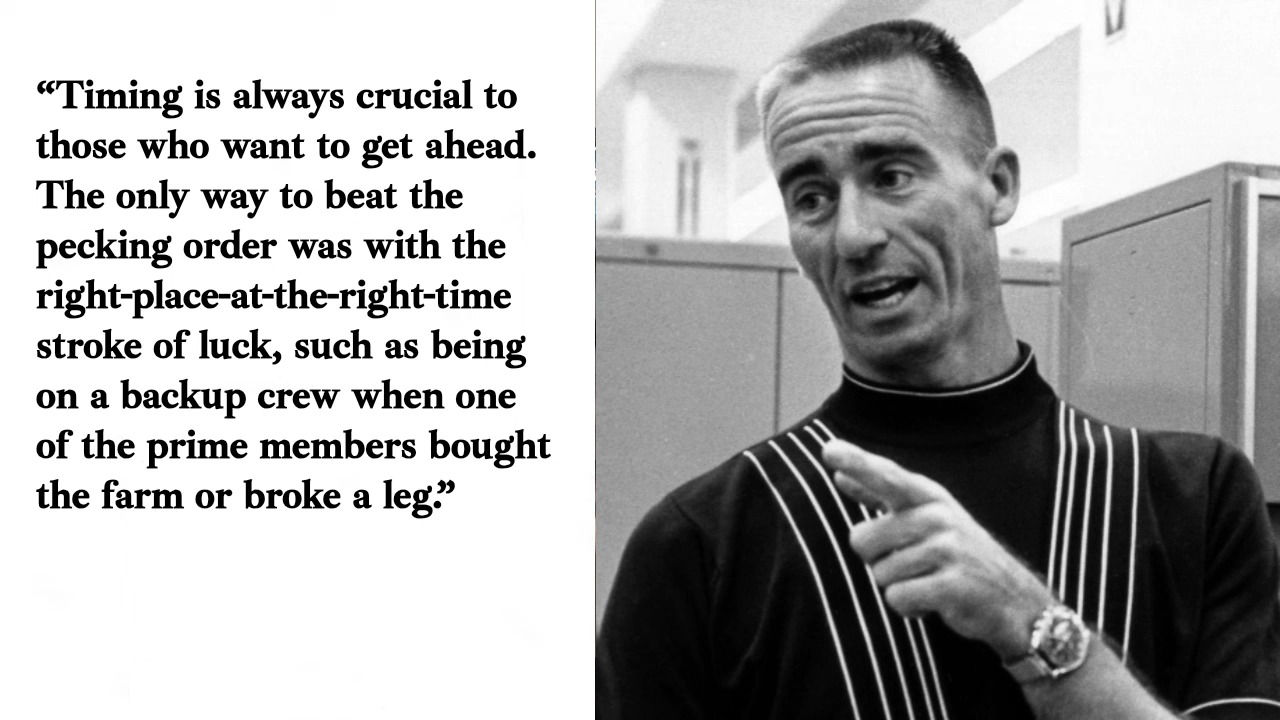 “Timing is always crucial to
those who want to get ahead.
The only way to beat the
pecking order was with the
right-place-at-the-right-time
stroke of luck, such as being
on a backup crew when one
of the prime members bought
the farm or broke a leg.”